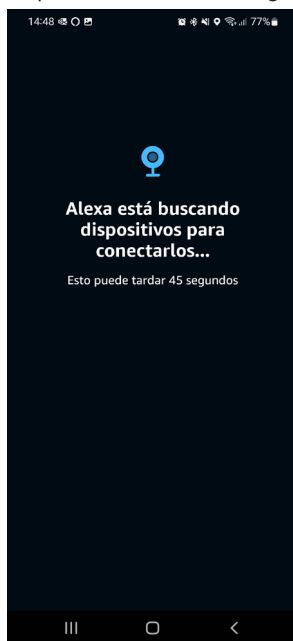 14:48 77%
Alexa está buscando
dispositivos para
conectarlos...
Esto puede tardar 45 segundos